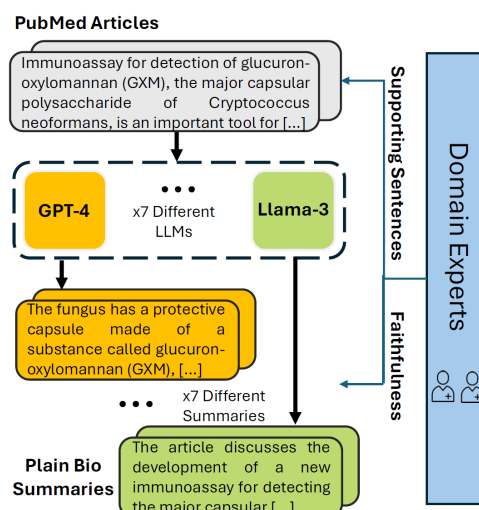 PubMed Articles
Immunoassay for detection of glucuron-
oxylomannan (GXM), the major capsular
polysaccharide of Cryptococcus
neoformans, is an important tool for [...]
GPT-4
...
x7 Different
LLMs
Llama-3
The fungus has a protective
capsule made of a
substance called glucuron-
oxylomannan (GXM), [...]
...
x7 Different
Summaries
Plain Bio
Summaries
The article discusses the
development of a new
immunoassay for detecting
the major capsular [...]
Supporting Sentences
Faithfulness
Domain Experts